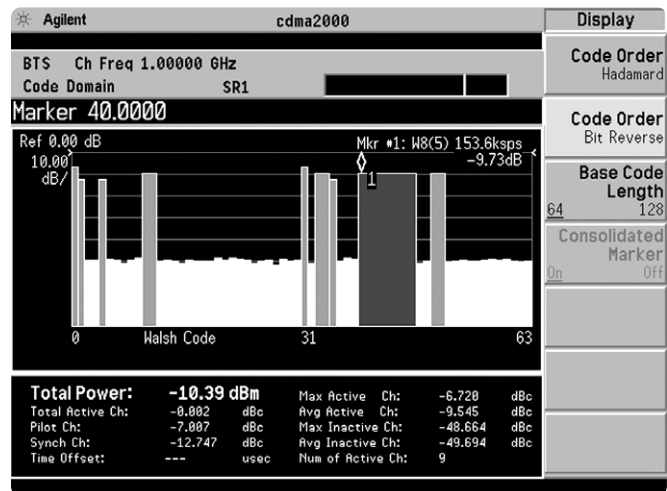 Agilent cdma2000 Display
BTS Ch Freq 1.00000 GHz
Code Domain SR1
Marker 40.0000
Ref 0.00 dB Mkr #1: W8(5) 153.6ksps
10.00 -9.73dB
dB/
1
0 Walsh Code 31 63
Total Power: -10.39 dBm
Total Active Ch: -0.002 dBc
Pilot Ch: -7.007 dBc
Synch Ch: -12.747 dBc
Time Offset: --- usec
Max Active Ch: -6.720 dBc
Avg Active Ch: -9.545 dBc
Max Inactive Ch: -48.664 dBc
Avg Inactive Ch: -49.694 dBc
Num of Active Ch: 9
Code Order
Hadamard
Code Order
Bit Reverse
Base Code
Length
64 128
Consolidated
Marker
On Off